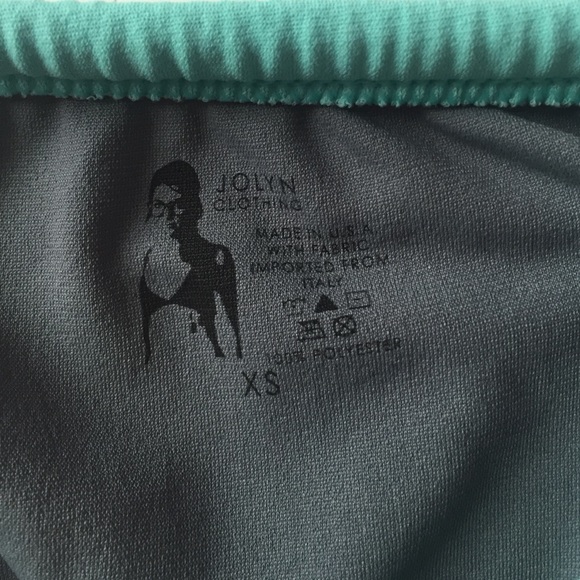 JOLYN
CLOTHING
MADE IN U.S.A.
WITH FABRIC
IMPORTED FROM
ITALY
100% POLYESTER
XS